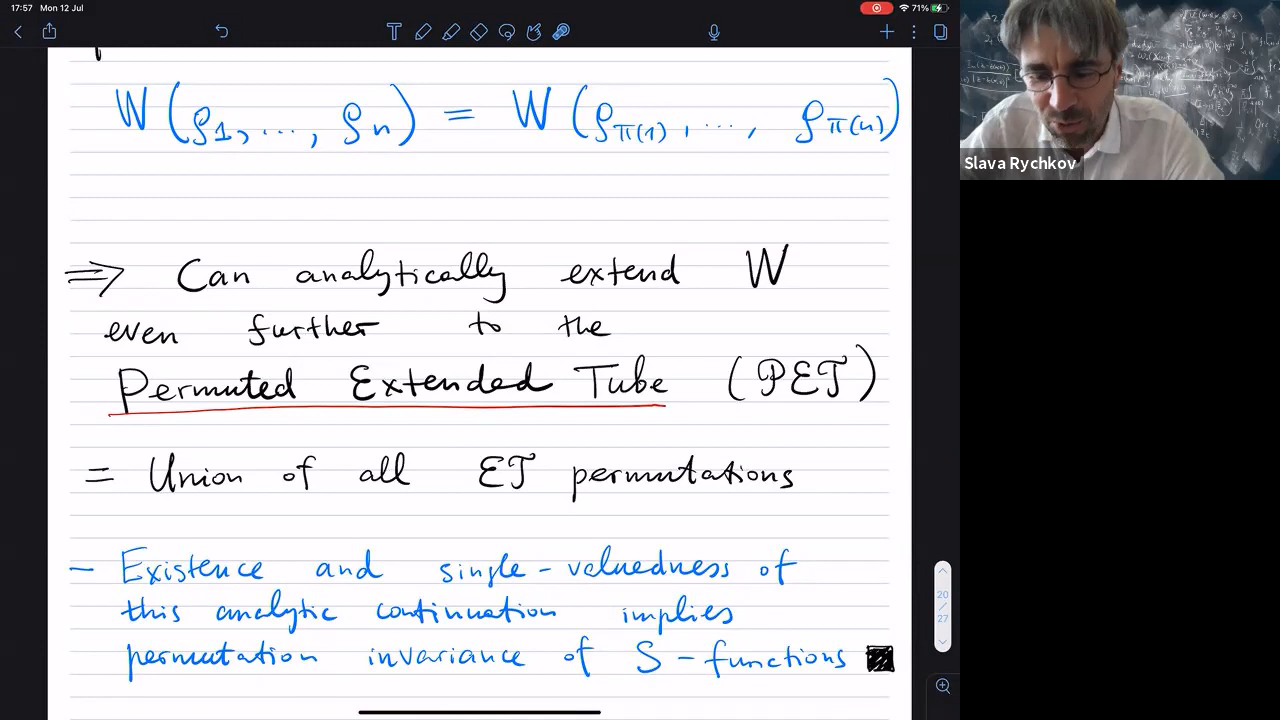 17:57 Mon 12 Jul
71%
W(ρ1, ..., ρn) = W(ρπ(1), ..., ρπ(n))
⇒ Can analytically extend W
even further to the
Permuted Extended Tube (PET)
= Union of all ET permutations
– Existence and single-valuedness of
this analytic continuation implies
permutation invariance of S-functions ■
20
/
27
Slava Rychkov